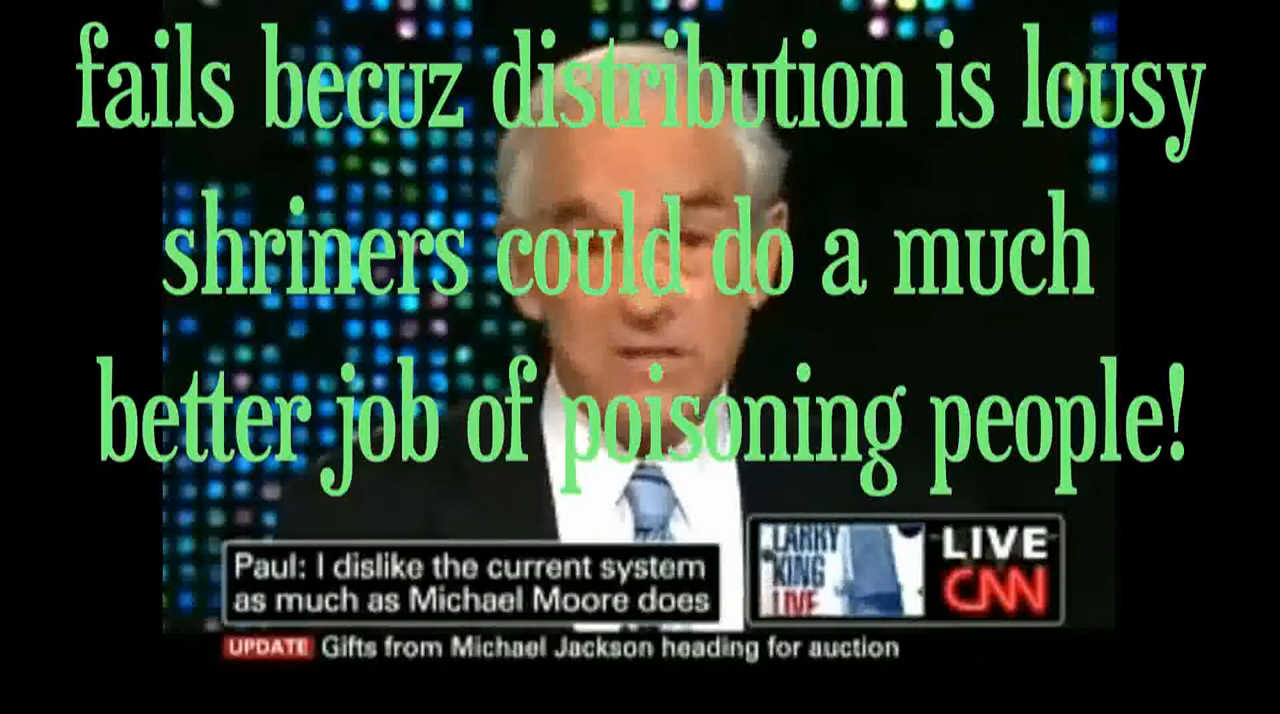 fails becuz distribution is lousy
shriners could do a much
better job of poisoning people!
Paul: I dislike the current system
as much as Michael Moore does
LARRY
KING
LIVE
LIVE
CNN
UPDATE Gifts from Michael Jackson heading for auction